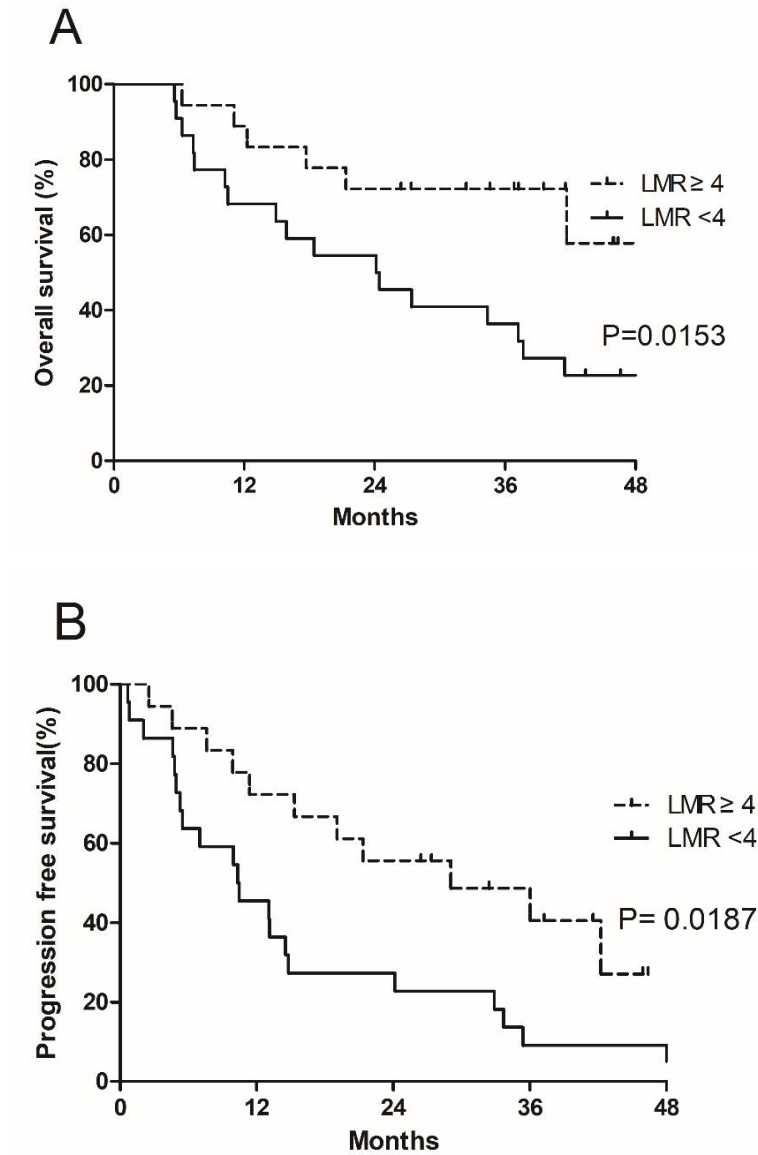 A
100
80
60
40
20
0
Overall survival (%)
0 12 24 36 48
Months
LMR ≥ 4
LMR <4
P=0.0153
B
100
80
60
40
20
0
Progression free survival(%)
0 12 24 36 48
Months
LMR ≥ 4
LMR <4
P= 0.0187